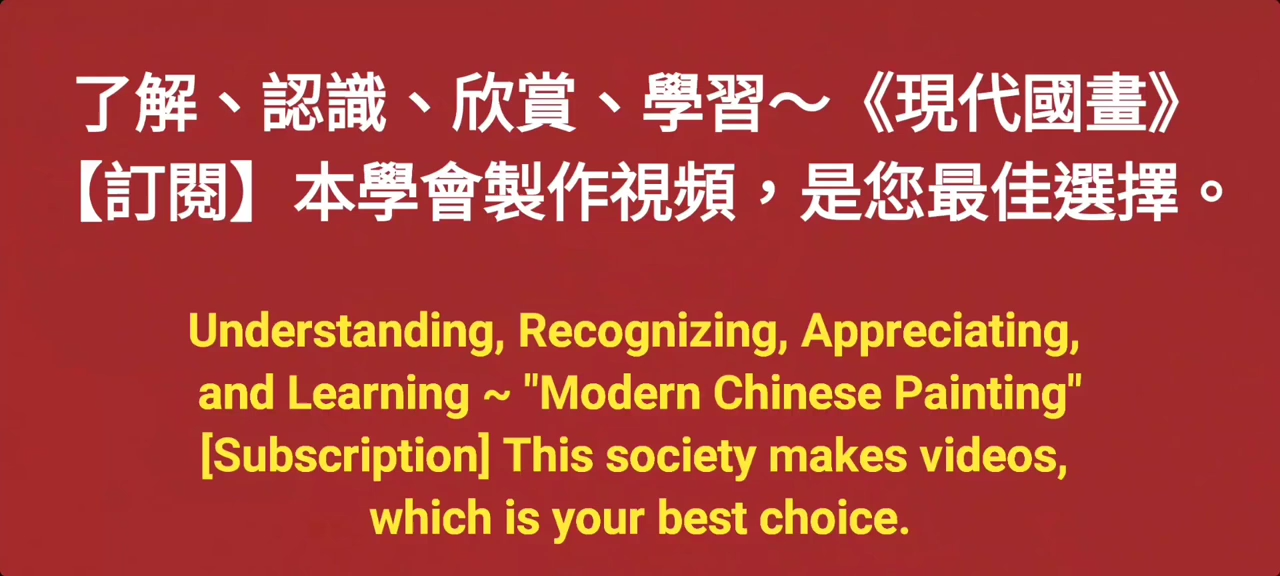 了解、認識、欣賞、學習～《現代國畫》
【訂閱】本學會製作視頻，是您最佳選擇。
Understanding, Recognizing, Appreciating,
and Learning ~ "Modern Chinese Painting"
[Subscription] This society makes videos,
which is your best choice.